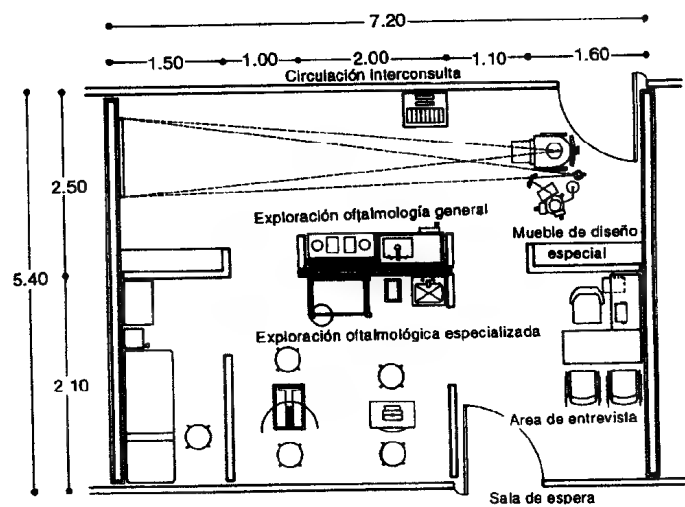 7.20
1.50
1.00
2.00
1.10
1.60
Circulación interconsulta
2.50
Exploración oftalmología general
Mueble de diseño
especial
5.40
Exploración oftalmológica especializada
2.10
Area de entrevista
Sala de espera